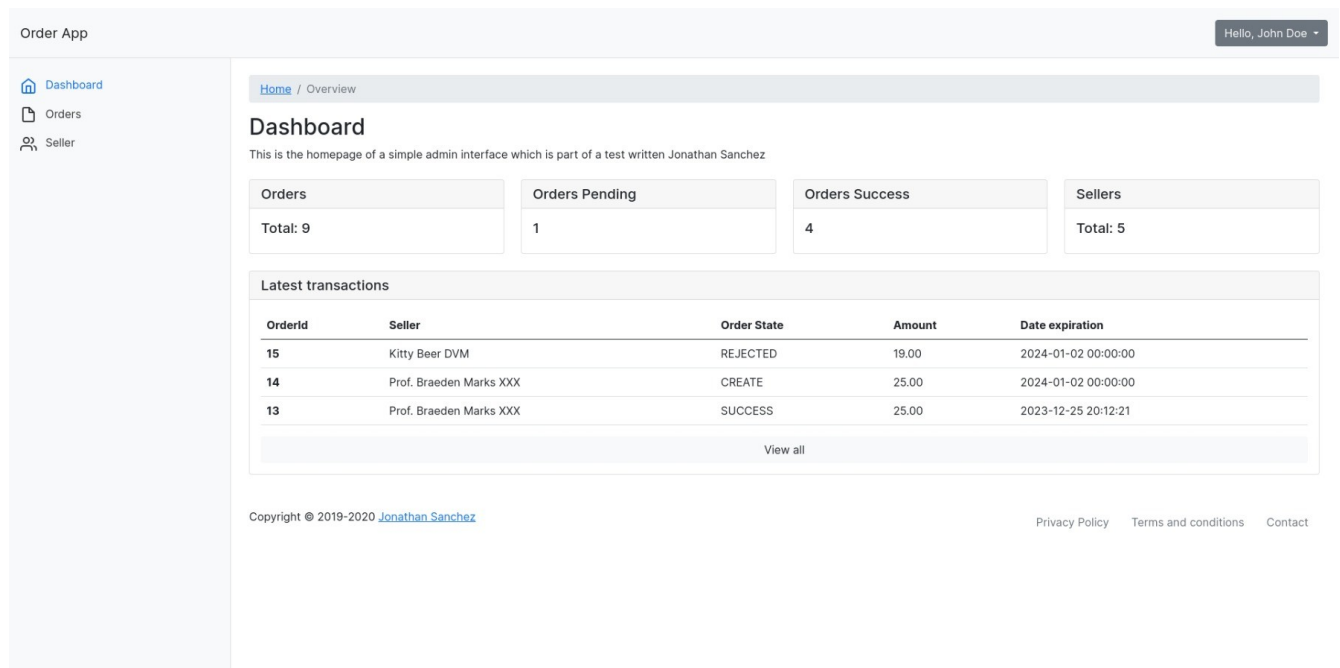 Order App
Hello, John Doe
Dashboard
Orders
Seller
Home / Overview
Dashboard
This is the homepage of a simple admin interface which is part of a test written Jonathan Sanchez
Orders
Total: 9
Orders Pending
1
Orders Success
4
Sellers
Total: 5
Latest transactions
OrderId Seller Order State Amount Date expiration
15 Kitty Beer DVM REJECTED 19.00 2024-01-02 00:00:00
14 Prof. Braeden Marks XXX CREATE 25.00 2024-01-02 00:00:00
13 Prof. Braeden Marks XXX SUCCESS 25.00 2023-12-25 20:12:21
View all
Copyright © 2019-2020 Jonathan Sanchez
Privacy Policy Terms and conditions Contact